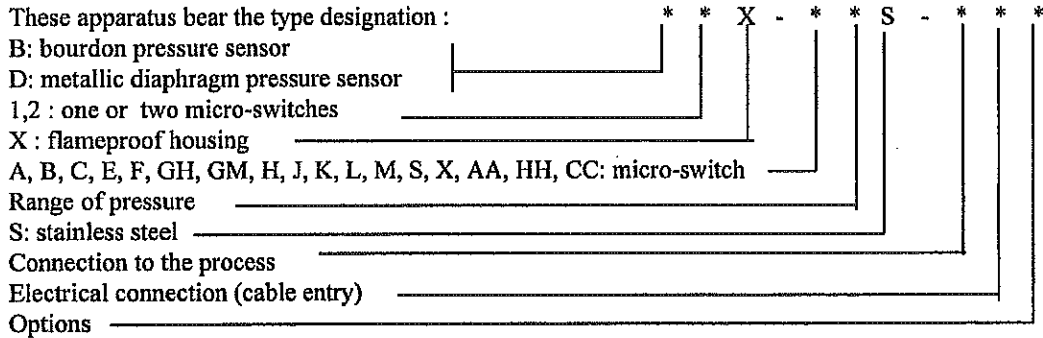 These apparatus bear the type designation : * * X - * * S - * * *
B: bourdon pressure sensor
D: metallic diaphragm pressure sensor
1,2 : one or two micro-switches
X : flameproof housing
A, B, C, E, F, GH, GM, H, J, K, L, M, S, X, AA, HH, CC: micro-switch
Range of pressure
S: stainless steel
Connection to the process
Electrical connection (cable entry)
Options